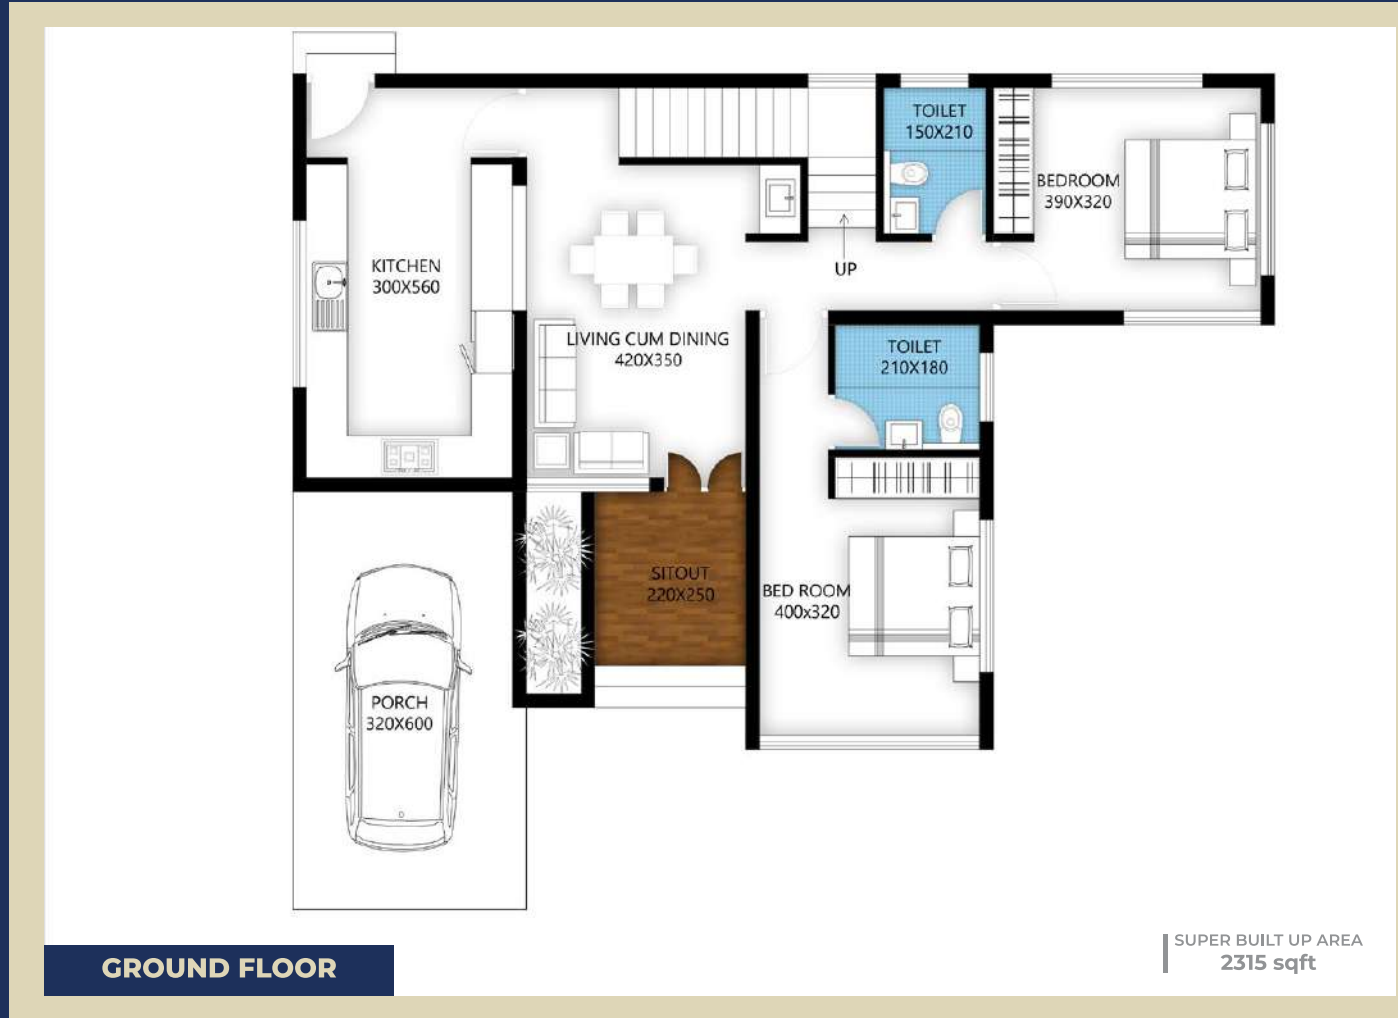 TOILET
150X210
BEDROOM
390X320
KITCHEN
300X560
UP
LIVING CUM DINING
420X350
TOILET
210X180
SITOUT
220X250
BED ROOM
400x320
PORCH
320X600
GROUND FLOOR
SUPER BUILT UP AREA
2315 sqft